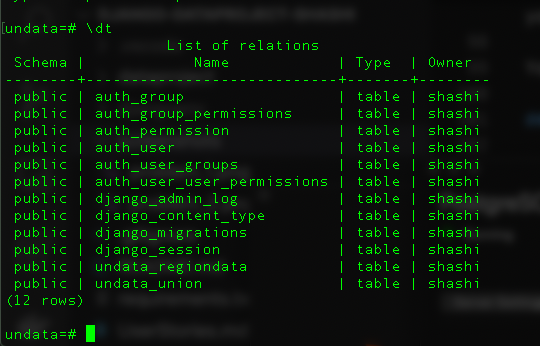 undata=# \dt
List of relations
Schema | Name | Type | Owner
--------+-----------------------------+-------+--------
public | auth_group | table | shashi
public | auth_group_permissions | table | shashi
public | auth_permission | table | shashi
public | auth_user | table | shashi
public | auth_user_groups | table | shashi
public | auth_user_user_permissions | table | shashi
public | django_admin_log | table | shashi
public | django_content_type | table | shashi
public | django_migrations | table | shashi
public | django_session | table | shashi
public | undata_regiondata | table | shashi
public | undata_union | table | shashi
(12 rows)
undata=#